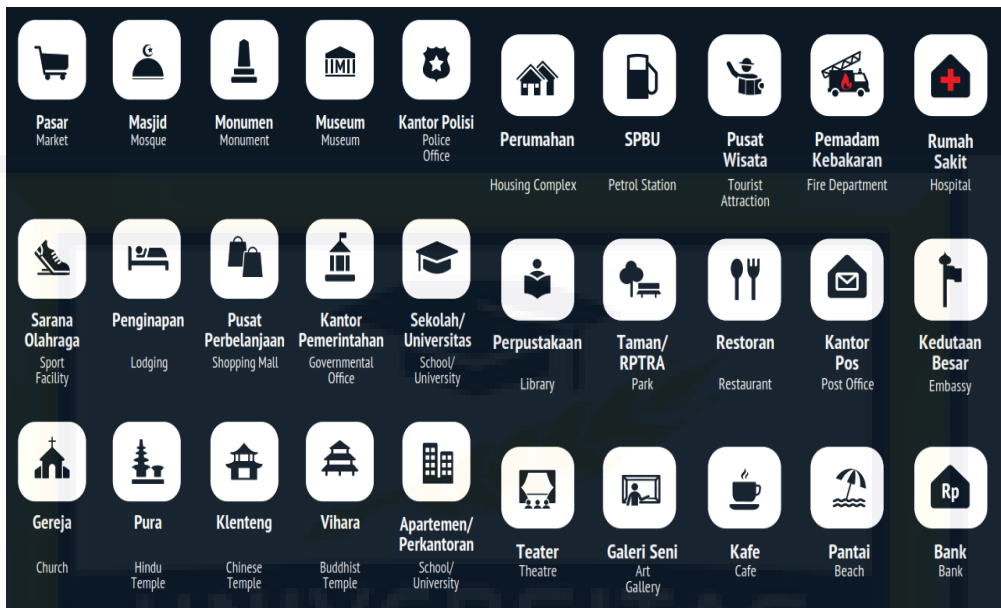 Pasar
Market
Masjid
Mosque
Monumen
Monument
Museum
Museum
Kantor Polisi
Police
Office
Perumahan
Housing Complex
SPBU
Petrol Station
Pusat
Wisata
Tourist
Attraction
Pemadam
Kebakaran
Fire Department
Rumah
Sakit
Hospital
Sarana
Olahraga
Sport
Facility
Penginapan
Lodging
Pusat
Perbelanjaan
Shopping Mall
Kantor
Pemerintahan
Governmental
Office
Sekolah/
Universitas
School/
University
Perpustakaan
Library
Taman/
RPTRA
Park
Restoran
Restaurant
Kantor
Pos
Post Office
Kedutaan
Besar
Embassy
Gereja
Church
Pura
Hindu
Temple
Klenteng
Chinese
Temple
Vihara
Buddhist
Temple
Apartemen/
Perkantoran
School/
University
Teater
Theatre
Galeri Seni
Art
Gallery
Kafe
Cafe
Pantai
Beach
Rp
Bank
Bank
UNIVERSITAS